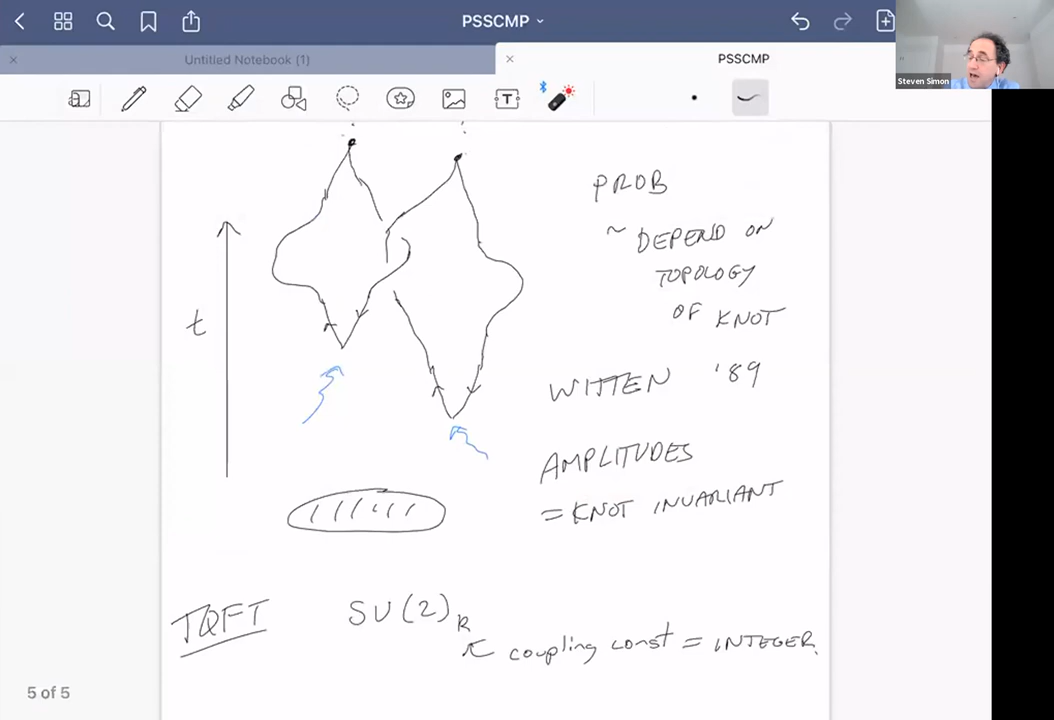 PSSCMP
Untitled Notebook (1)
PSSCMP
Steven Simon
PROB
~ DEPEND ON
TOPOLOGY
OF KNOT
t
WITTEN '89
AMPLITUDES
= KNOT INVARIANT
TQFT SU(2)k
coupling const = INTEGER.
5 of 5